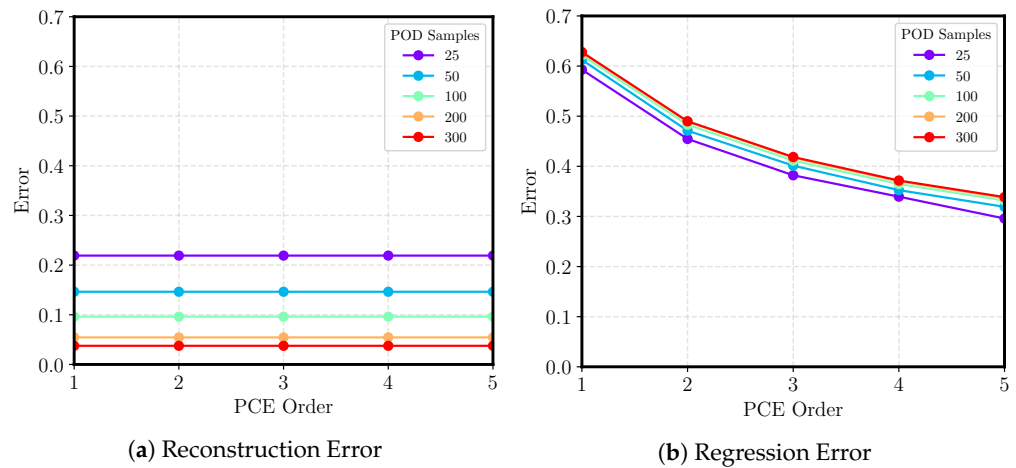 0.7
0.6
0.5
0.4
0.3
0.2
0.1
0.0
Error
1 2 3 4 5
PCE Order
POD Samples
25
50
100
200
300
(a) Reconstruction Error
0.7
0.6
0.5
0.4
0.3
0.2
0.1
0.0
Error
1 2 3 4 5
PCE Order
POD Samples
25
50
100
200
300
(b) Regression Error